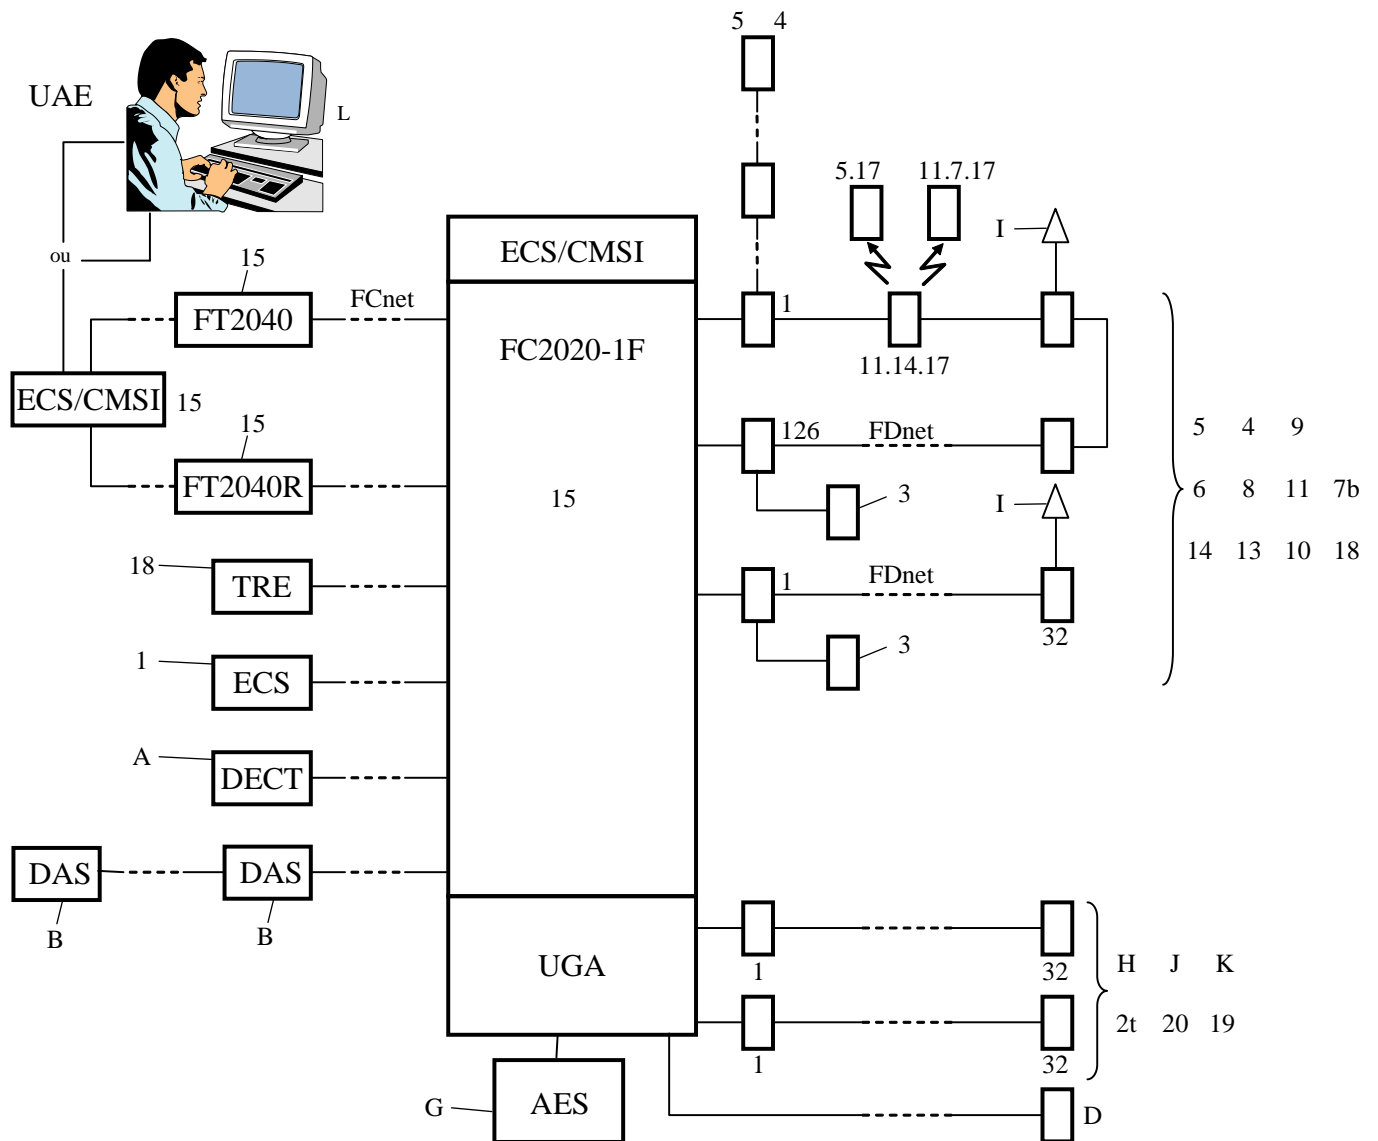 5 4
UAE
L
5.17 11.7.17
I
ou
ECS/CMSI
15
FCnet
FT2040
1
FC2020-1F
11.14.17
ECS/CMSI 15
15
126 FDnet
5 4 9
FT2040R
15
3
I
6 8 11 7b
18
TRE
1 FDnet
14 13 10 18
32
1
ECS
3
A
DECT
DAS
DAS
B
B
UGA
1
32
H J K
2t 20 19
1
32
G
AES
D